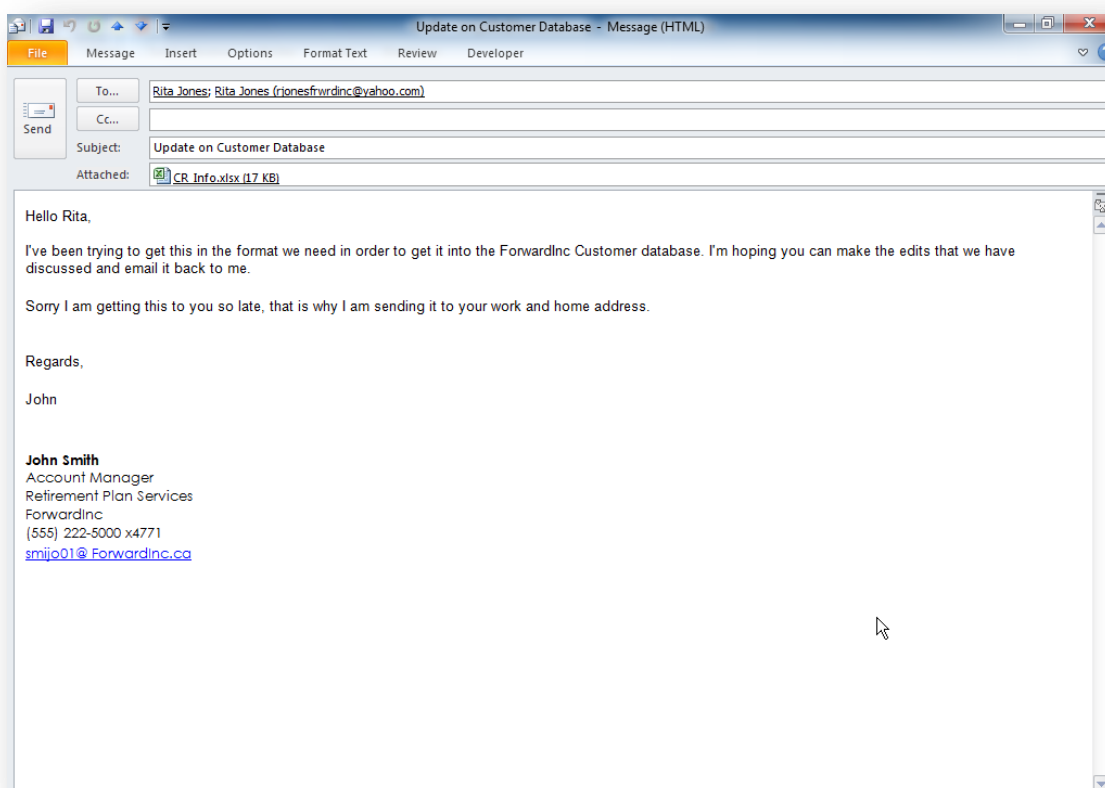 Update on Customer Database - Message (HTML)
File Message Insert Options Format Text Review Developer
To... Rita Jones; Rita Jones (rjonesfrwrdinc@yahoo.com)
Cc...
Send
Subject: Update on Customer Database
Attached: CR_Info.xlsx (17 KB)
Hello Rita,
I've been trying to get this in the format we need in order to get it into the ForwardInc Customer database. I'm hoping you can make the edits that we have
discussed and email it back to me.
Sorry I am getting this to you so late, that is why I am sending it to your work and home address.
Regards,
John
John Smith
Account Manager
Retirement Plan Services
ForwardInc
(555) 222-5000 x4771
smijo01@ ForwardInc.ca